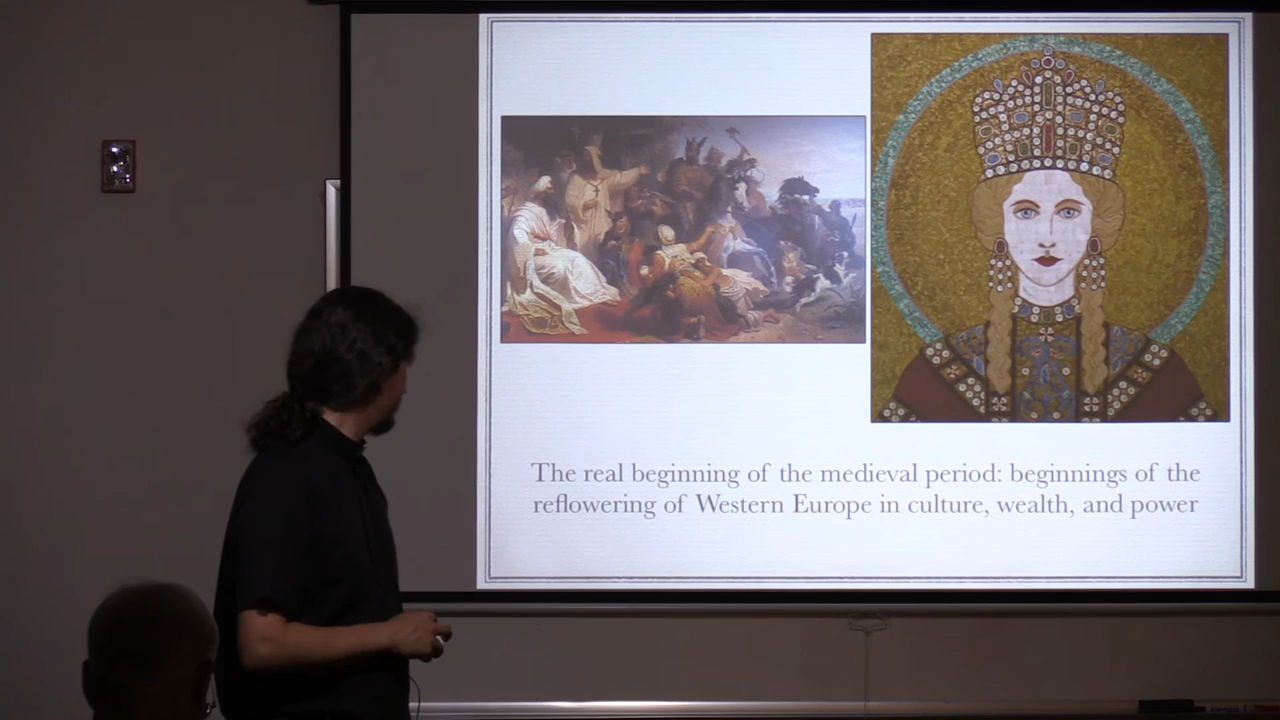 The real beginning of the medieval period: beginnings of the
reflowering of Western Europe in culture, wealth, and power